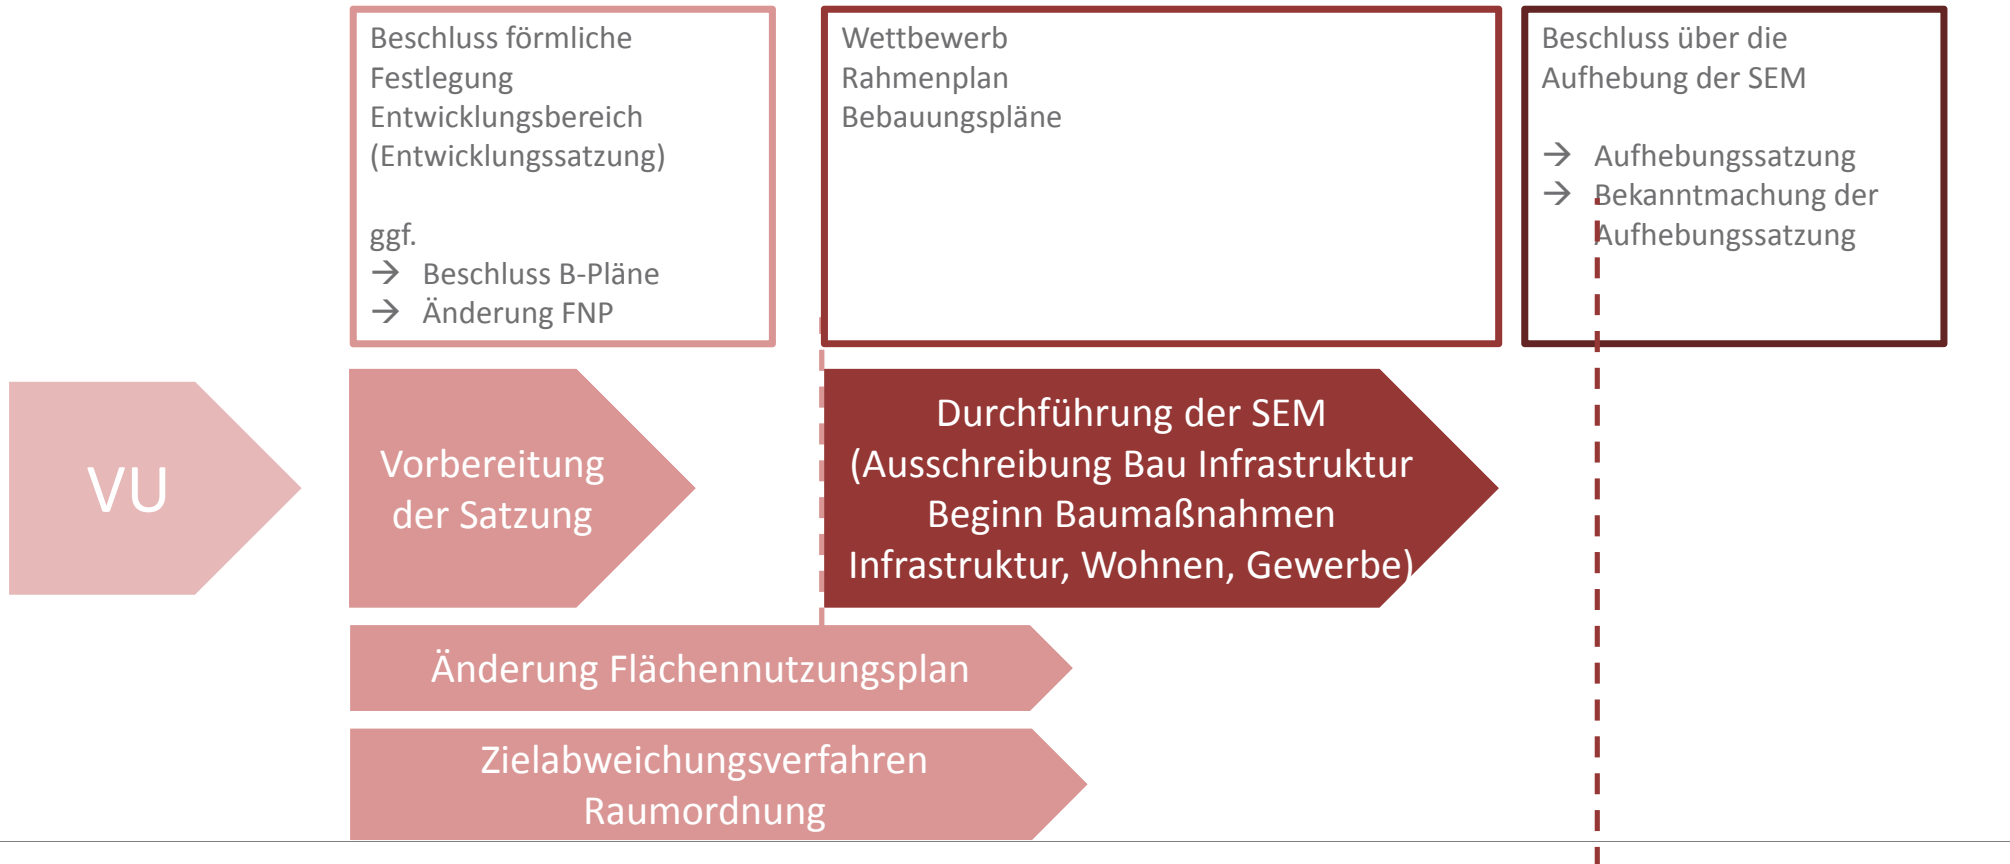 Beschluss förmliche
Festlegung
Entwicklungsbereich
(Entwicklungssatzung)
ggf.
→ Beschluss B-Pläne
→ Änderung FNP
Wettbewerb
Rahmenplan
Bebauungspläne
Beschluss über die
Aufhebung der SEM
→ Aufhebungssatzung
→ Bekanntmachung der
Aufhebungssatzung
VU
Vorbereitung
der Satzung
Durchführung der SEM
(Ausschreibung Bau Infrastruktur
Beginn Baumaßnahmen
Infrastruktur, Wohnen, Gewerbe)
Änderung Flächennutzungsplan
Zielabweichungsverfahren
Raumordnung